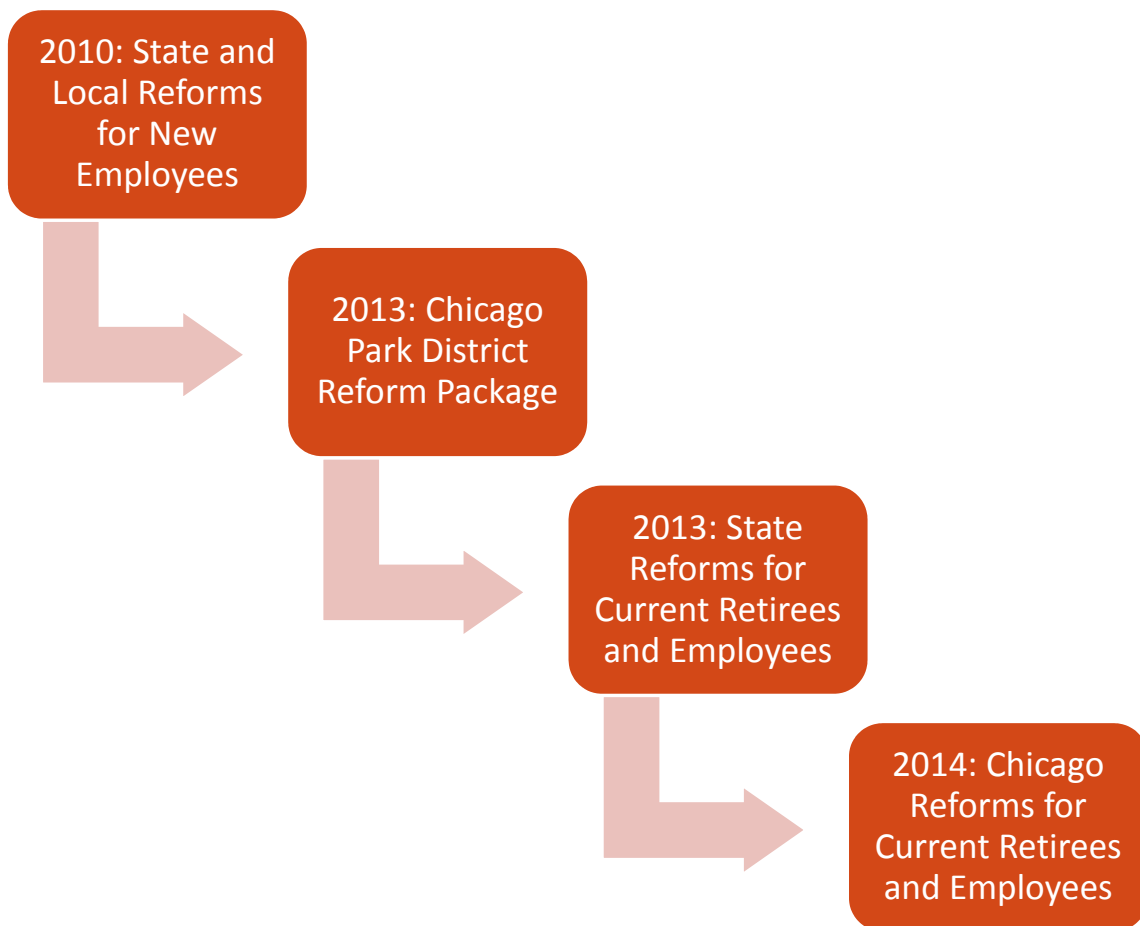 2010: State and
Local Reforms
for New
Employees
2013: Chicago
Park District
Reform Package
2013: State
Reforms for
Current Retirees
and Employees
2014: Chicago
Reforms for
Current Retirees
and Employees